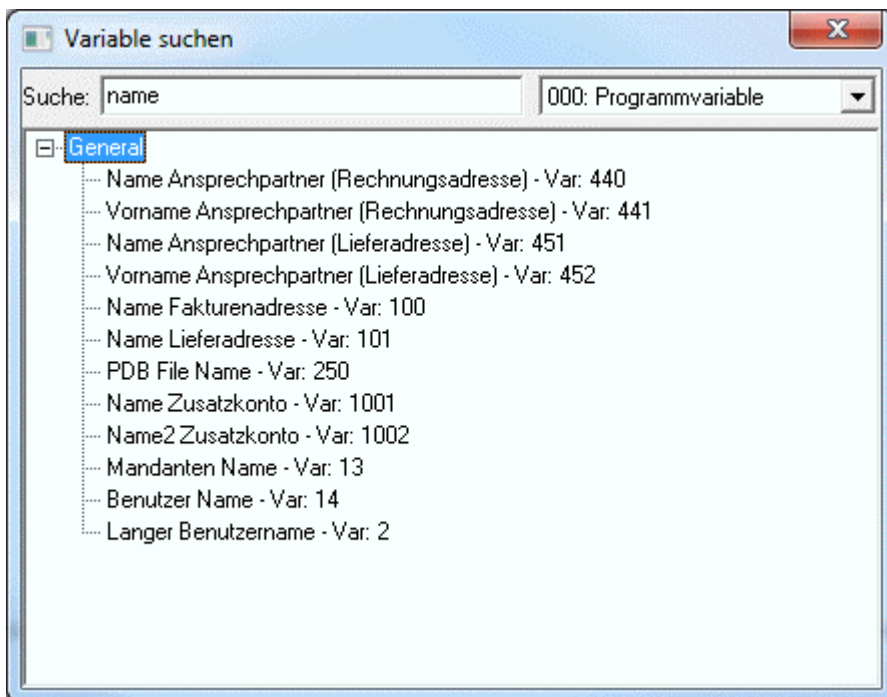 Variable suchen
Suche: name 000: Programmvariable
General
Name Ansprechpartner (Rechnungsadresse) - Var: 440
Vorname Ansprechpartner (Rechnungsadresse) - Var: 441
Name Ansprechpartner (Lieferadresse) - Var: 451
Vorname Ansprechpartner (Lieferadresse) - Var: 452
Name Fakturenadresse - Var: 100
Name Lieferadresse - Var: 101
PDB File Name - Var: 250
Name Zusatzkonto - Var: 1001
Name2 Zusatzkonto - Var: 1002
Mandanten Name - Var: 13
Benutzer Name - Var: 14
Langer Benutzername - Var: 2